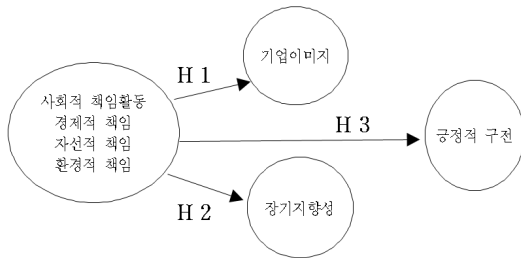 기업이미지
H 1
사회적 책임활동
경제적 책임
자선적 책임
환경적 책임
H 3
긍정적 구전
H 2
장기지향성